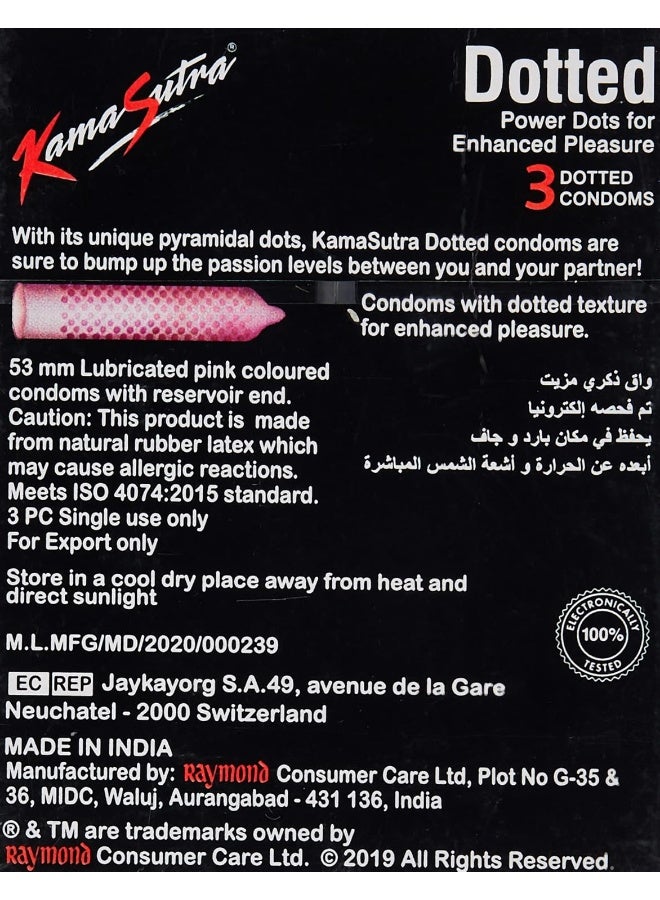 KamaSutra®
Dotted
Power Dots for
Enhanced Pleasure
3 DOTTED
CONDOMS
With its unique pyramidal dots, KamaSutra Dotted condoms are
sure to bump up the passion levels between you and your partner!
Condoms with dotted texture
for enhanced pleasure.
53 mm Lubricated pink coloured
condoms with reservoir end.
Caution: This product is made
from natural rubber latex which
may cause allergic reactions.
Meets ISO 4074:2015 standard.
3 PC Single use only
For Export only
واق ذكري مزيت
تم فحصه إلكترونيا
يحفظ في مكان بارد و جاف
أبعده عن الحرارة و أشعة الشمس المباشرة
Store in a cool dry place away from heat and
direct sunlight
ELECTRONICALLY
100%
TESTED
M.L.MFG/MD/2020/000239
EC REP Jaykayorg S.A.49, avenue de la Gare
Neuchatel - 2000 Switzerland
MADE IN INDIA
Manufactured by: Raymond Consumer Care Ltd, Plot No G-35 &
36, MIDC, Waluj, Aurangabad - 431 136, India
® & TM are trademarks owned by
Raymond Consumer Care Ltd. © 2019 All Rights Reserved.